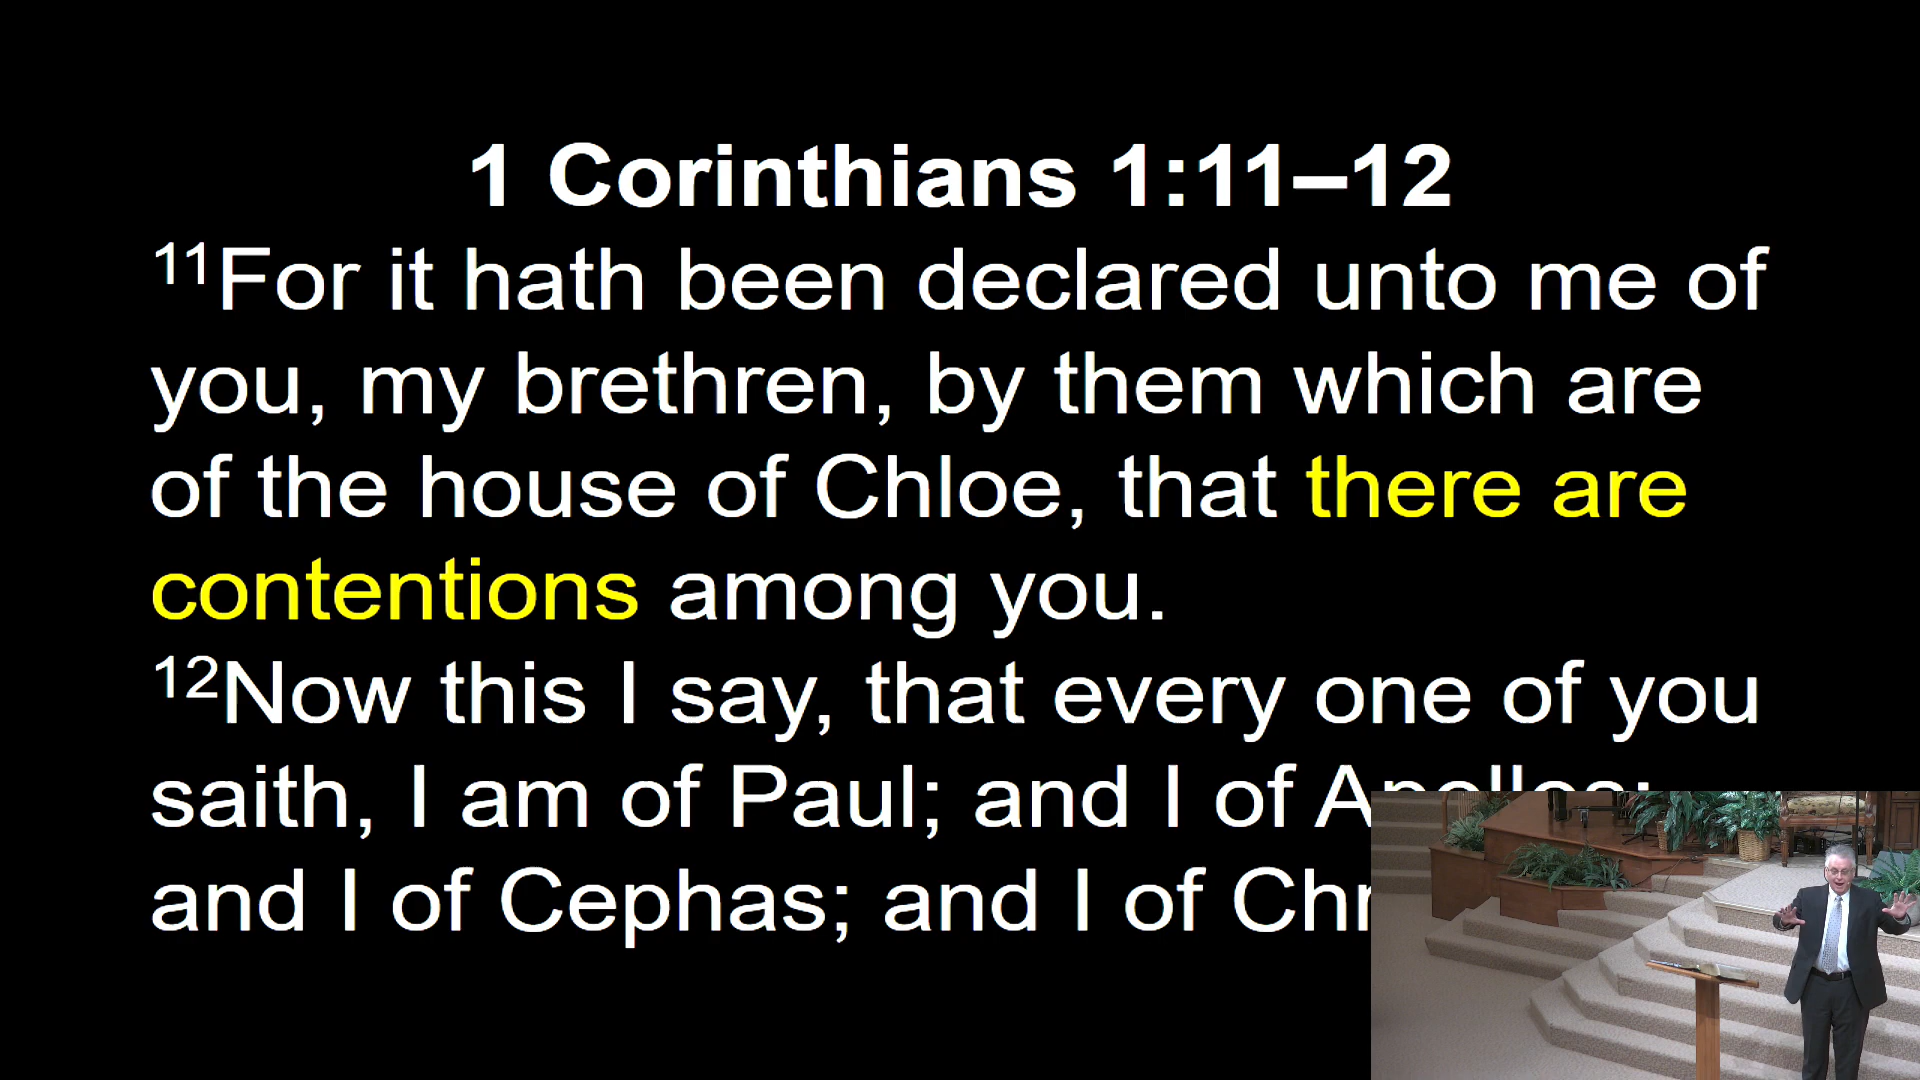 1 Corinthians 1:11–12
¹¹For it hath been declared unto me of
you, my brethren, by them which are
of the house of Chloe, that there are
contentions among you.
¹²Now this I say, that every one of you
saith, I am of Paul; and I of Apollos;
and I of Cephas; and I of Chr